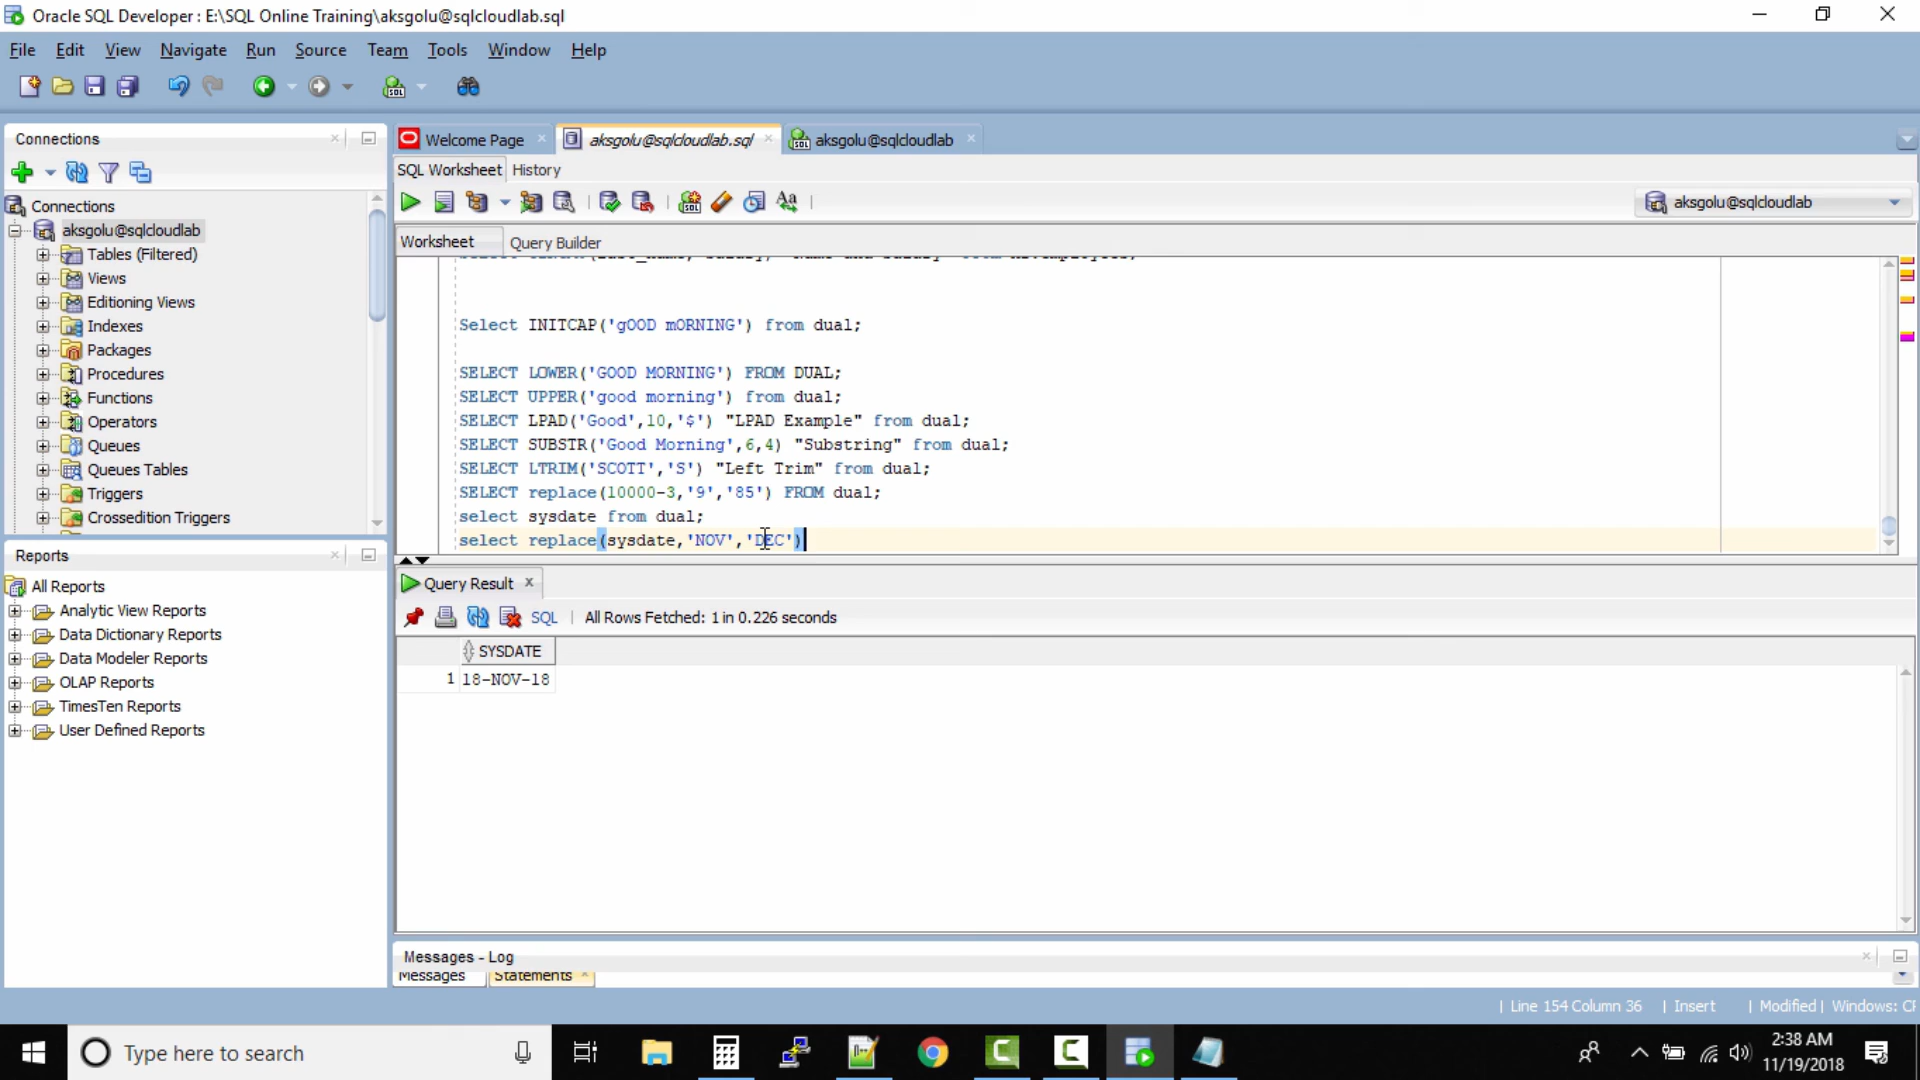 Oracle SQL Developer : E:\SQL Online Training\aksgolu@sqlcloudlab.sql
File Edit View Navigate Run Source Team Tools Window Help
Connections
Connections
aksgolu@sqlcloudlab
Tables (Filtered)
Views
Editioning Views
Indexes
Packages
Procedures
Functions
Operators
Queues
Queues Tables
Triggers
Crossedition Triggers
Reports
All Reports
Analytic View Reports
Data Dictionary Reports
Data Modeler Reports
OLAP Reports
TimesTen Reports
User Defined Reports
Welcome Page aksgolu@sqlcloudlab.sql aksgolu@sqlcloudlab
SQL Worksheet History
aksgolu@sqlcloudlab
Worksheet Query Builder
Select INITCAP('gOOD mORNING') from dual;
SELECT LOWER('GOOD MORNING') FROM DUAL;
SELECT UPPER('good morning') from dual;
SELECT LPAD('Good',10,'$') "LPAD Example" from dual;
SELECT SUBSTR('Good Morning',6,4) "Substring" from dual;
SELECT LTRIM('SCOTT','S') "Left Trim" from dual;
SELECT replace(10000-3,'9','85') FROM dual;
select sysdate from dual;
select replace(sysdate,'NOV','DEC')
Query Result
SQL All Rows Fetched: 1 in 0.226 seconds
SYSDATE
1 18-NOV-18
Messages - Log
Messages Statements
Line 154 Column 36 Insert Modified Windows:
Type here to search
2:38 AM
11/19/2018